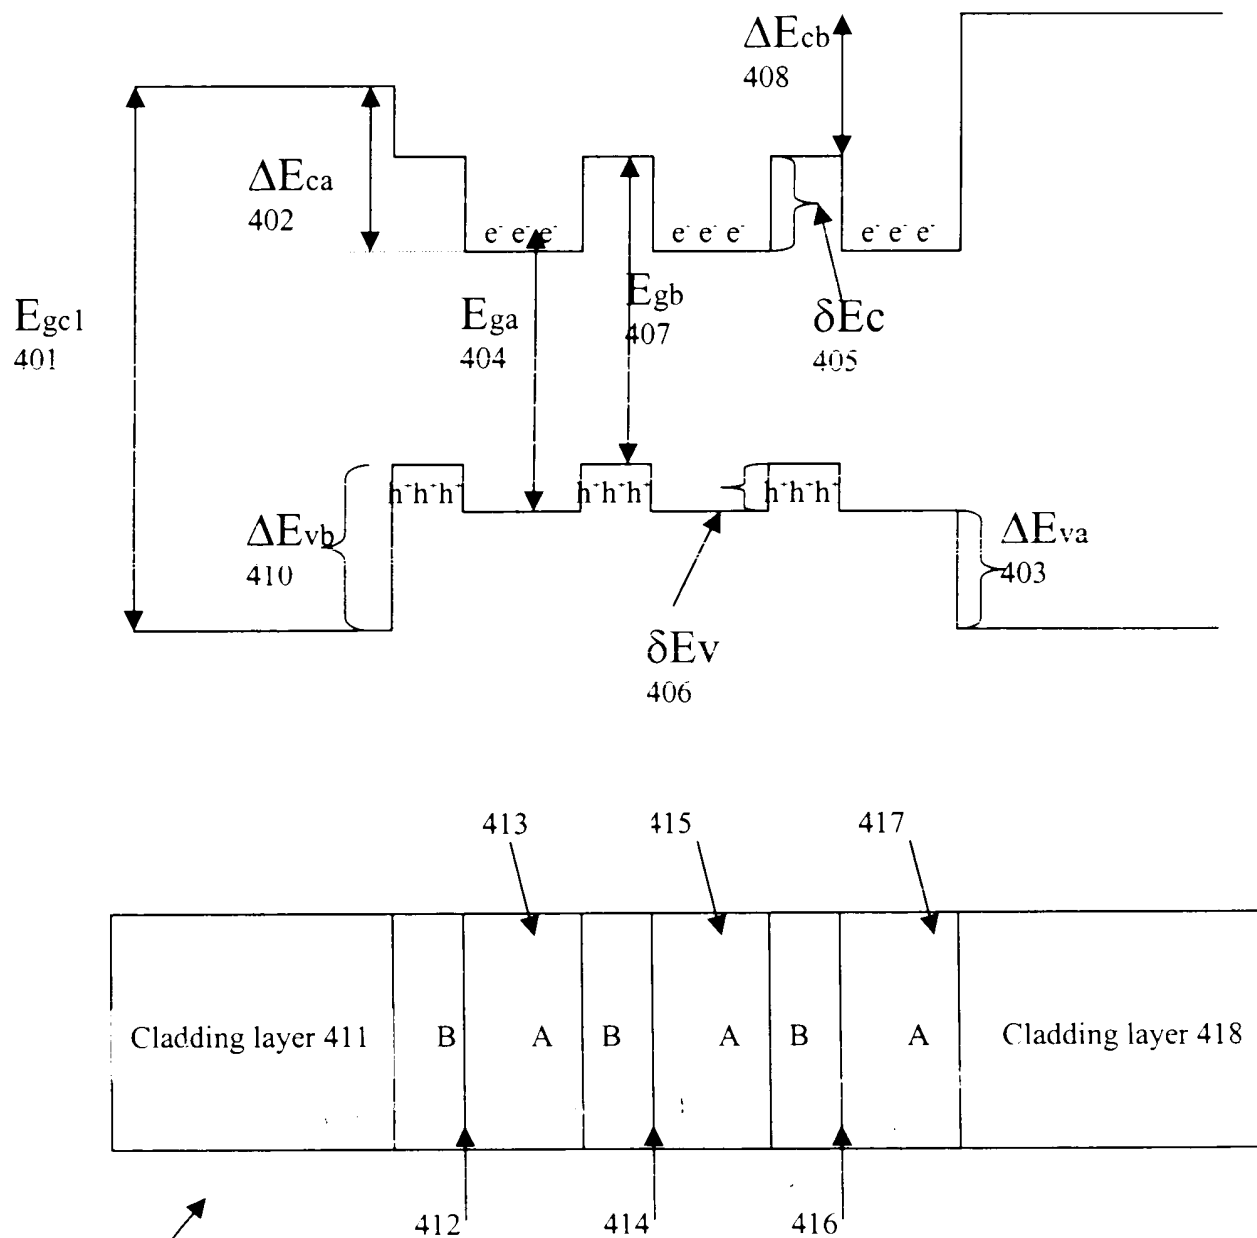 ΔEcb
408
ΔEca
402
e⁻ e⁻ e⁻
e⁻ e⁻ e⁻
e⁻ e⁻ e⁻
Egc1
401
Ega
404
Egb
407
δEc
405
h⁺h⁺h⁺
h⁺h⁺h⁺
h⁺h⁺h⁺
ΔEvb
410
ΔEva
403
δEv
406
413
415
417
Cladding layer 411
B
A
B
A
B
A
Cladding layer 418
412
414
416